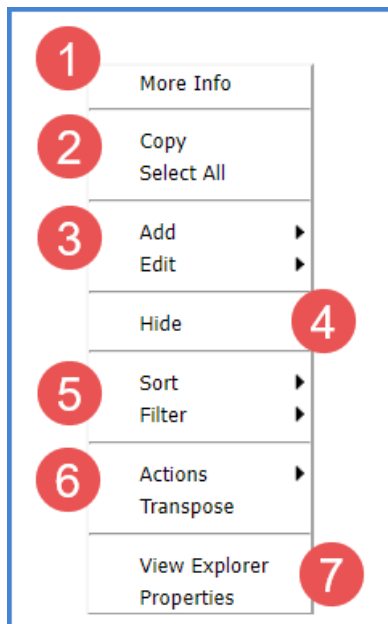 1
More Info
2
Copy
Select All
3
Add
Edit
Hide
4
5
Sort
Filter
6
Actions
Transpose
View Explorer
7
Properties